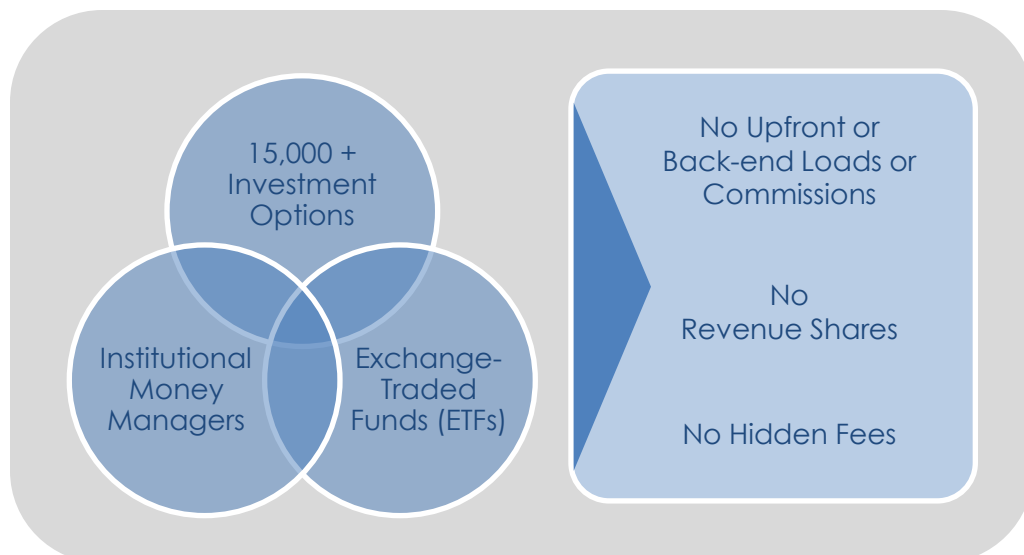 15,000 +
Investment
Options
Institutional
Money
Managers
Exchange-
Traded
Funds (ETFs)
No Upfront or
Back-end Loads or
Commissions
No
Revenue Shares
No Hidden Fees